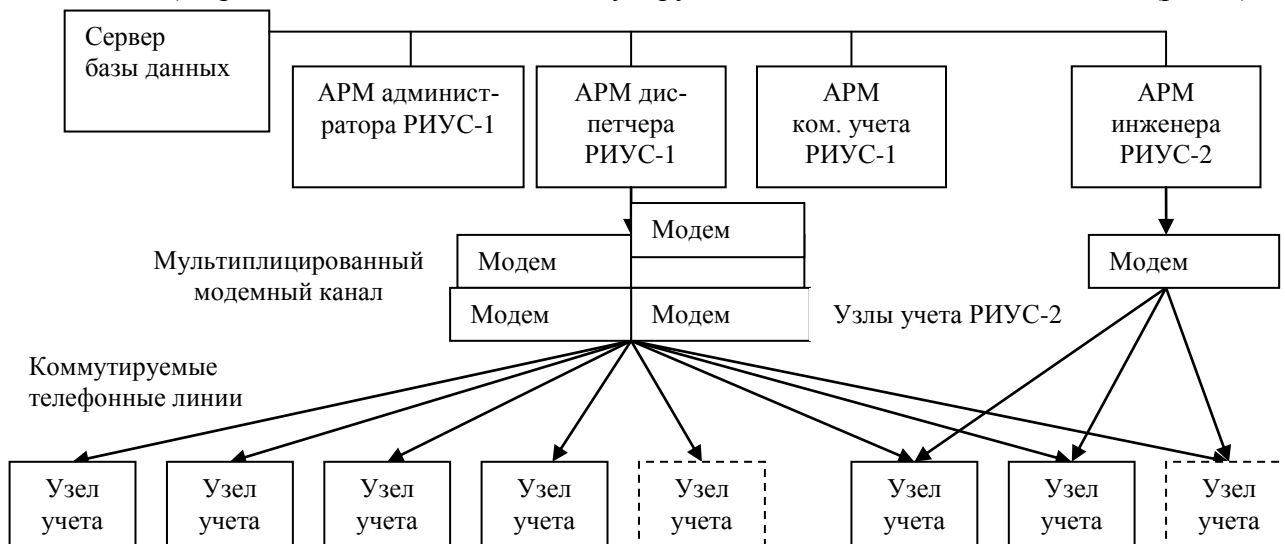 Сервер
базы данных
АРМ админист-
ратора РИУС-1
АРМ дис-
петчера
РИУС-1
АРМ
ком. учета
РИУС-1
АРМ
инженера
РИУС-2
Модем
Мультиплицированный
модемный канал
Модем
Модем
Модем
Модем
Узлы учета РИУС-2
Коммутируемые
телефонные линии
Узел
учета
Узел
учета
Узел
учета
Узел
учета
Узел
учета
Узел
учета
Узел
учета
Узел
учета